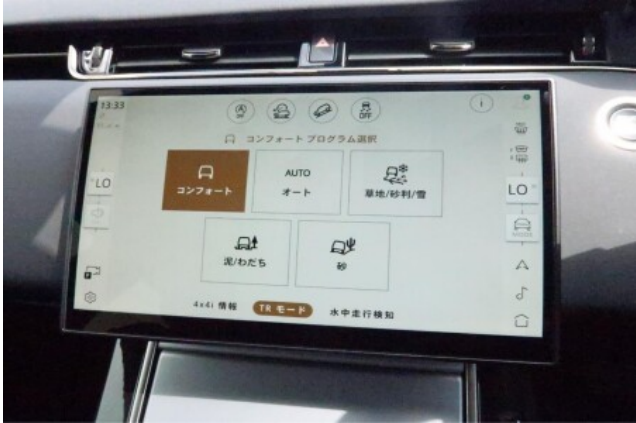 13:33
OFF
i
コンフォート プログラム選択
コンフォート
AUTO
オート
草地/砂利/雪
LO
LO
泥/わだち
砂
P
4x4i 情報
TR モード
水中走行検知